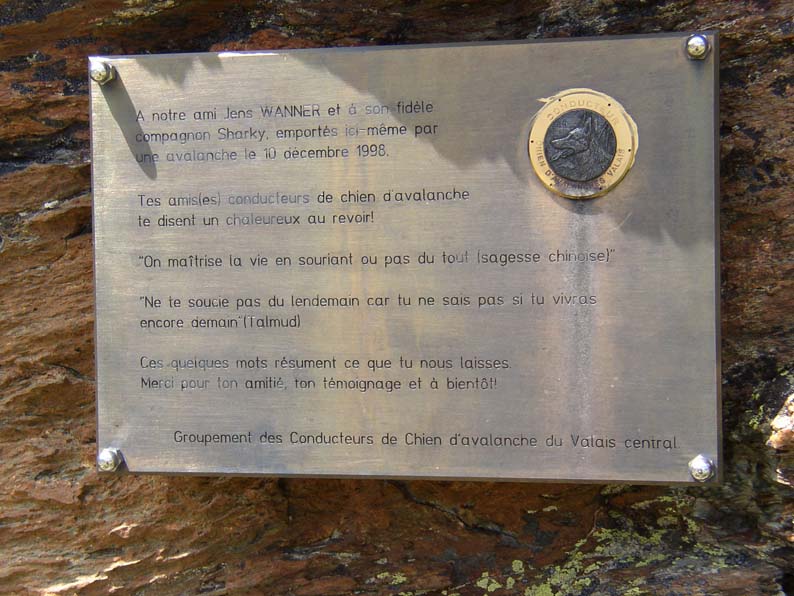 A notre ami Jens WANNER et à son fidèle
compagnon Sharky, emportés ici-même par
une avalanche le 10 décembre 1998.
Tes amis(es) conducteurs de chien d'avalanche
te disent un chaleureux au revoir!
"On maîtrise la vie en souriant ou pas du tout (sagesse chinoise)"
"Ne te soucie pas du lendemain car tu ne sais pas si tu vivras
encore demain"(Talmud)
Ces quelques mots résument ce que tu nous laisses.
Merci pour ton amitié, ton témoignage et à bientôt!
Groupement des Conducteurs de Chien d'avalanche du Valais central.
CONDUCTEUR
CHIEN
VALAIS